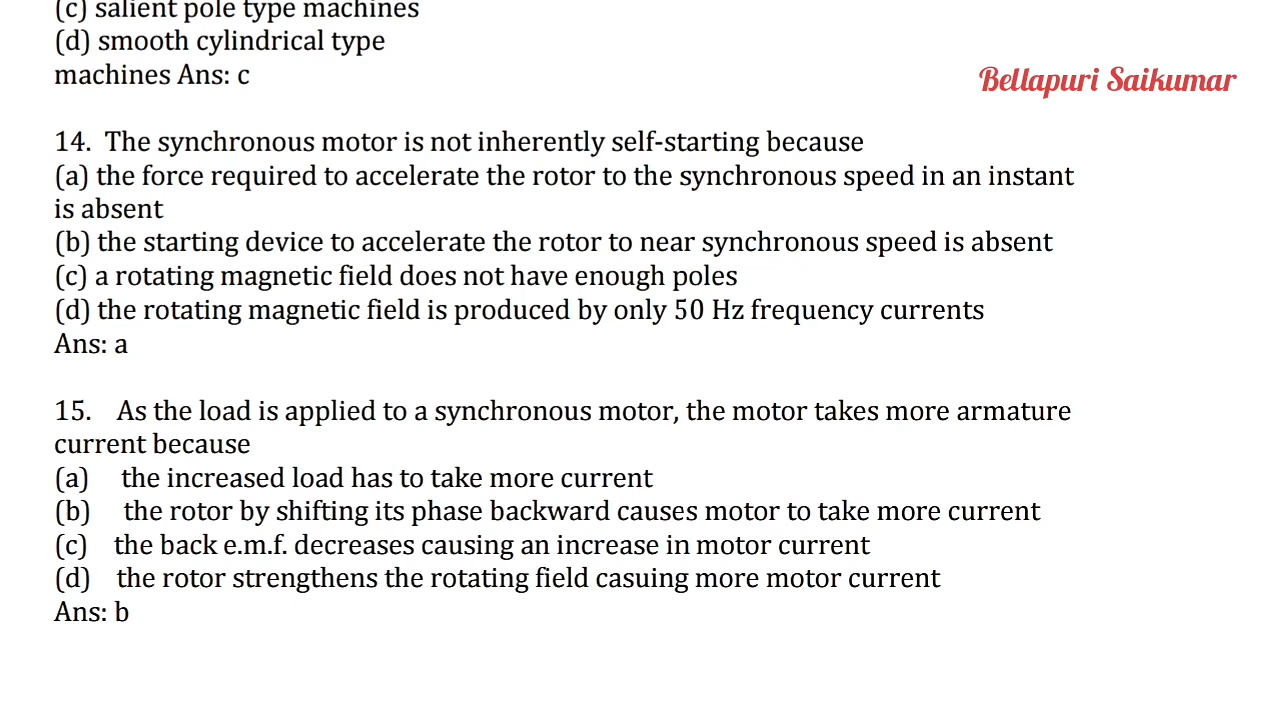 (c) salient pole type machines
(d) smooth cylindrical type
machines Ans: c
Bellapuri Saikumar
14. The synchronous motor is not inherently self-starting because
(a) the force required to accelerate the rotor to the synchronous speed in an instant
is absent
(b) the starting device to accelerate the rotor to near synchronous speed is absent
(c) a rotating magnetic field does not have enough poles
(d) the rotating magnetic field is produced by only 50 Hz frequency currents
Ans: a
15. As the load is applied to a synchronous motor, the motor takes more armature
current because
(a) the increased load has to take more current
(b) the rotor by shifting its phase backward causes motor to take more current
(c) the back e.m.f. decreases causing an increase in motor current
(d) the rotor strengthens the rotating field casuing more motor current
Ans: b